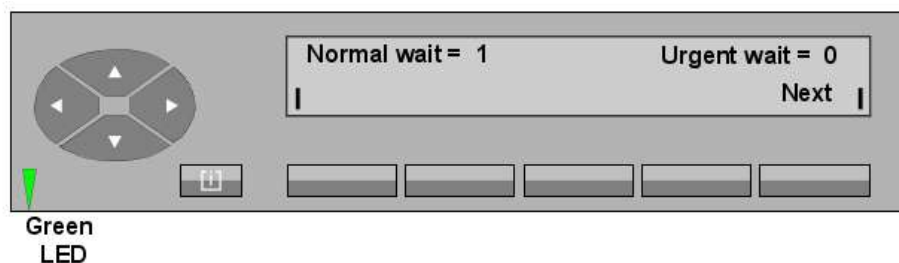 Normal wait = 1 Urgent wait = 0
Next
[i]
Green
LED